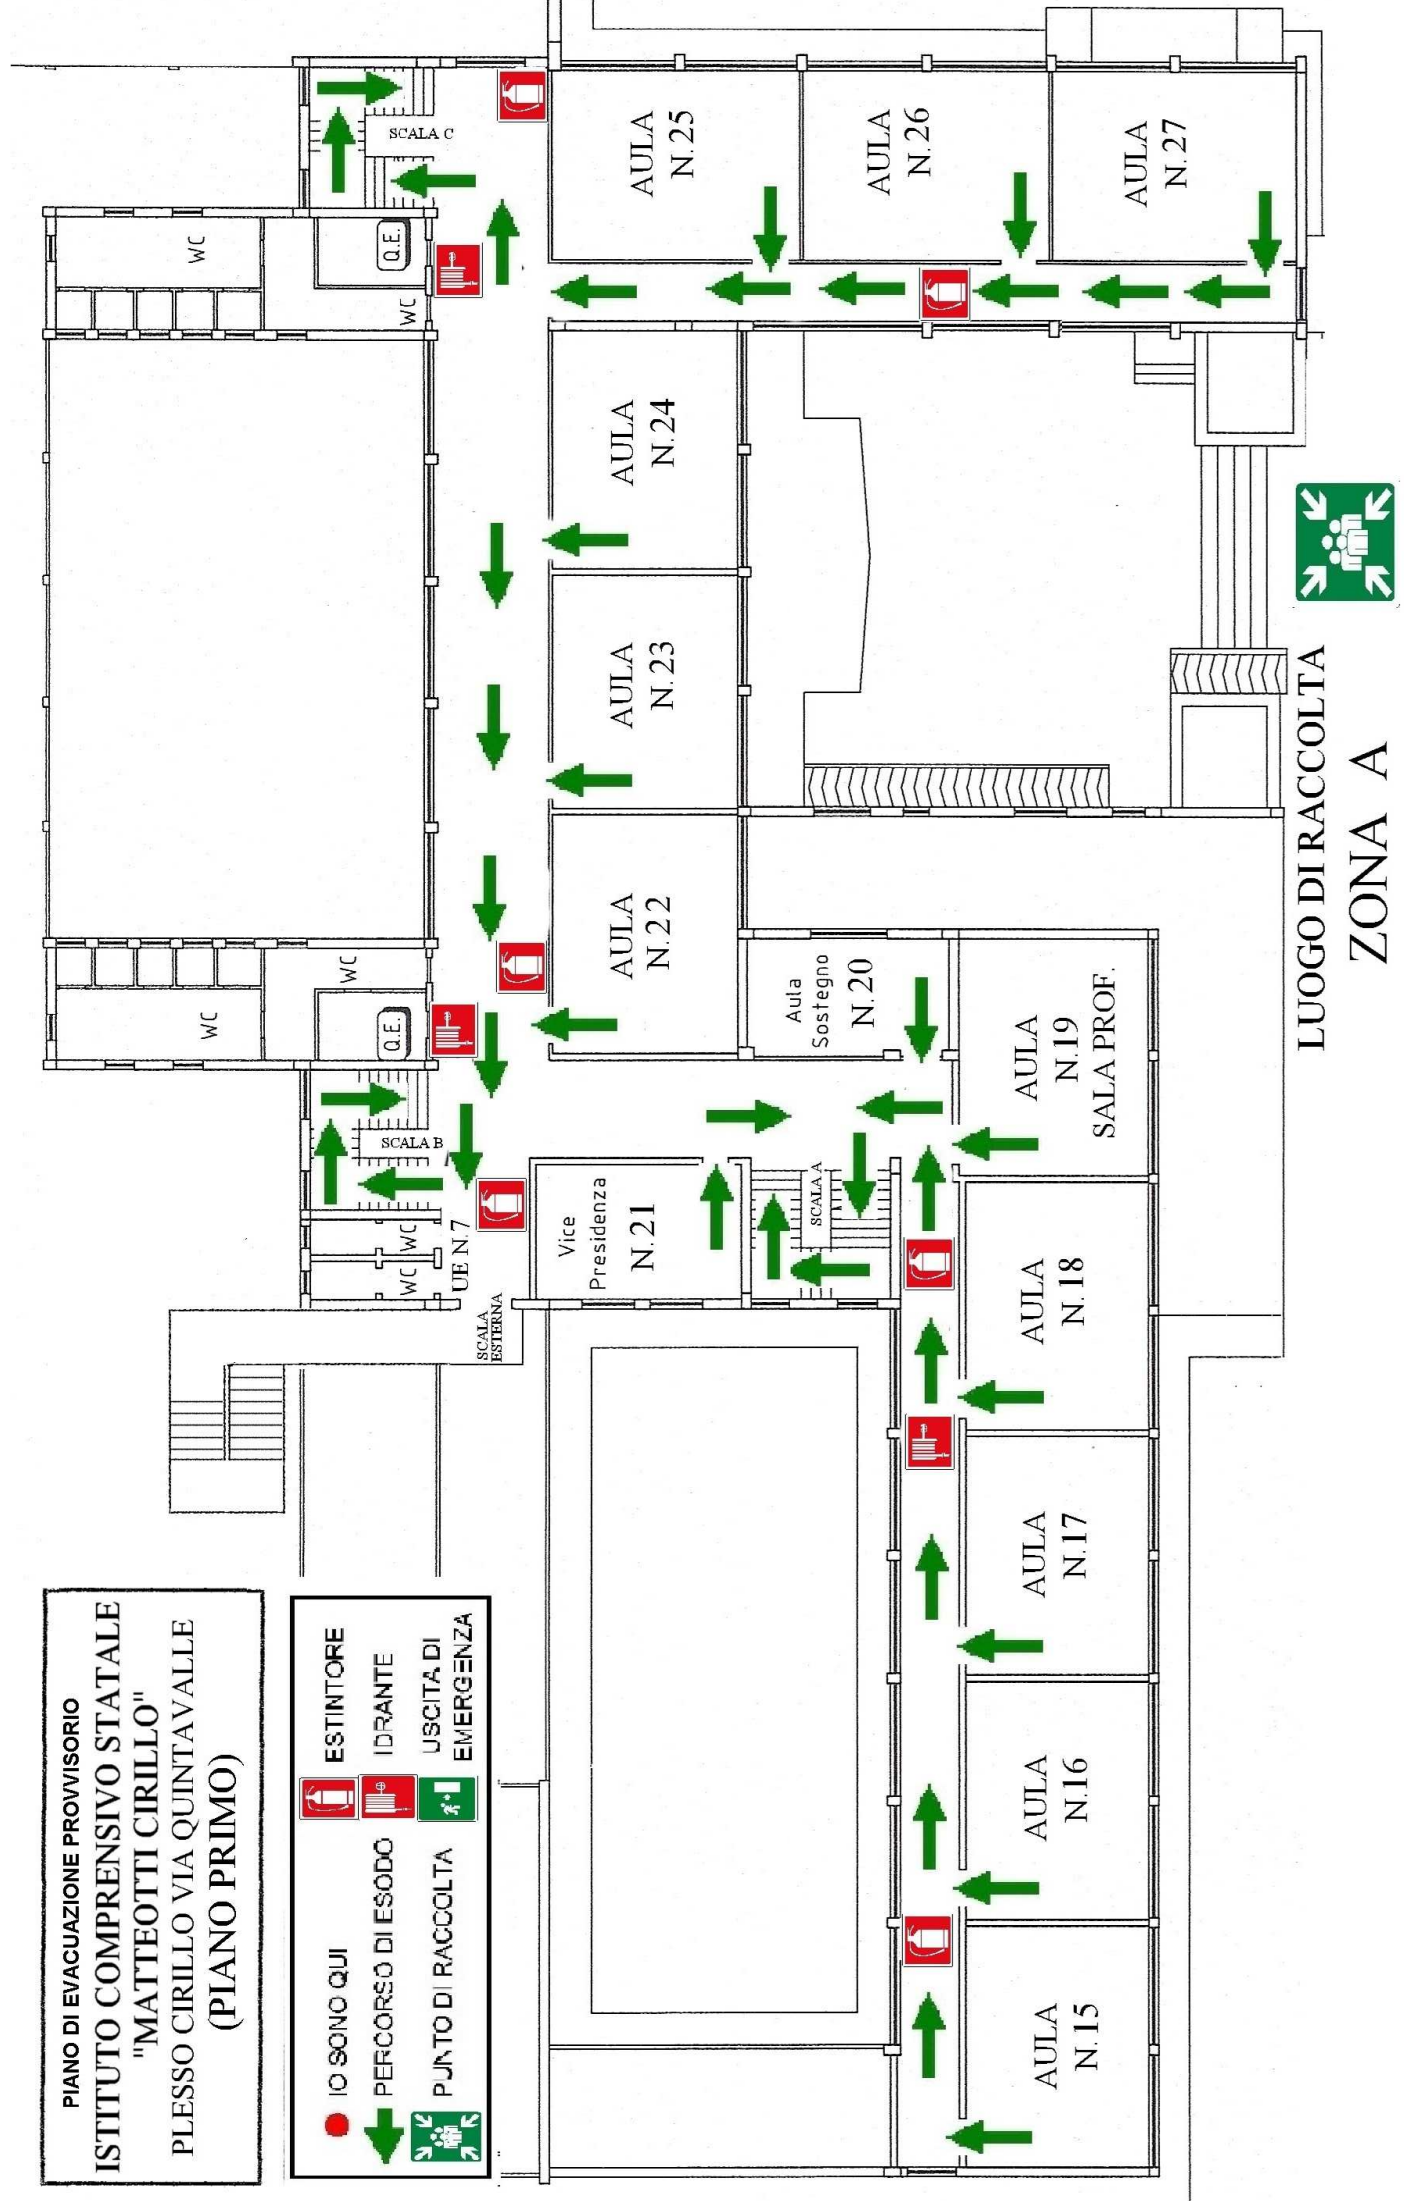 PIANO DI EVACUAZIONE PROVVISORIO
ISTITUTO COMPRENSIVO STATALE
"MATTEOTTI CIRILLO"
PLESSO CIRILLO VIA QUINTAVALLE
(PIANO PRIMO)
IO SONO QUI
ESTINTORE
PERCORSO DI ESODO
IDRANTE
PUNTO DI RACCOLTA
USCITA DI
EMERGENZA
WC
WC
Q.E.
SCALA B
WC
WC
UE N.7
SCALA
ESTERNA
WC
Q.E.
WC
SCALA C
Vice
Presidenza
N.21
AULA
N.22
AULA
N.23
AULA
N.24
AULA
N.25
AULA
N.26
AULA
N.27
SCALA A
Aula
Sostegno
N.20
AULA
N.15
AULA
N.16
AULA
N.17
AULA
N.18
AULA
N.19
SALA PROF.
LUOGO DI RACCOLTA
ZONA A